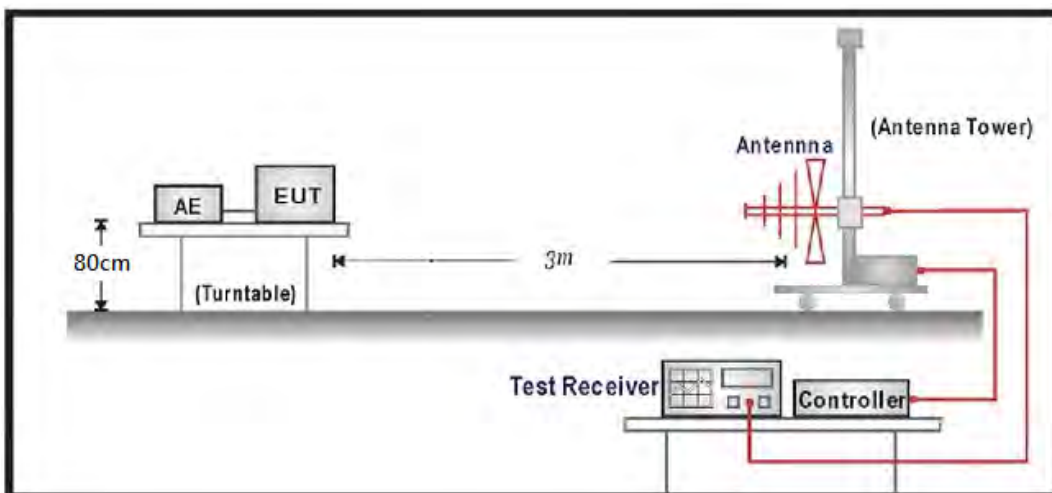 (Antenna Tower)
Antennna
EUT
AE
80cm
3m
(Turntable)
Test Receiver
Controller